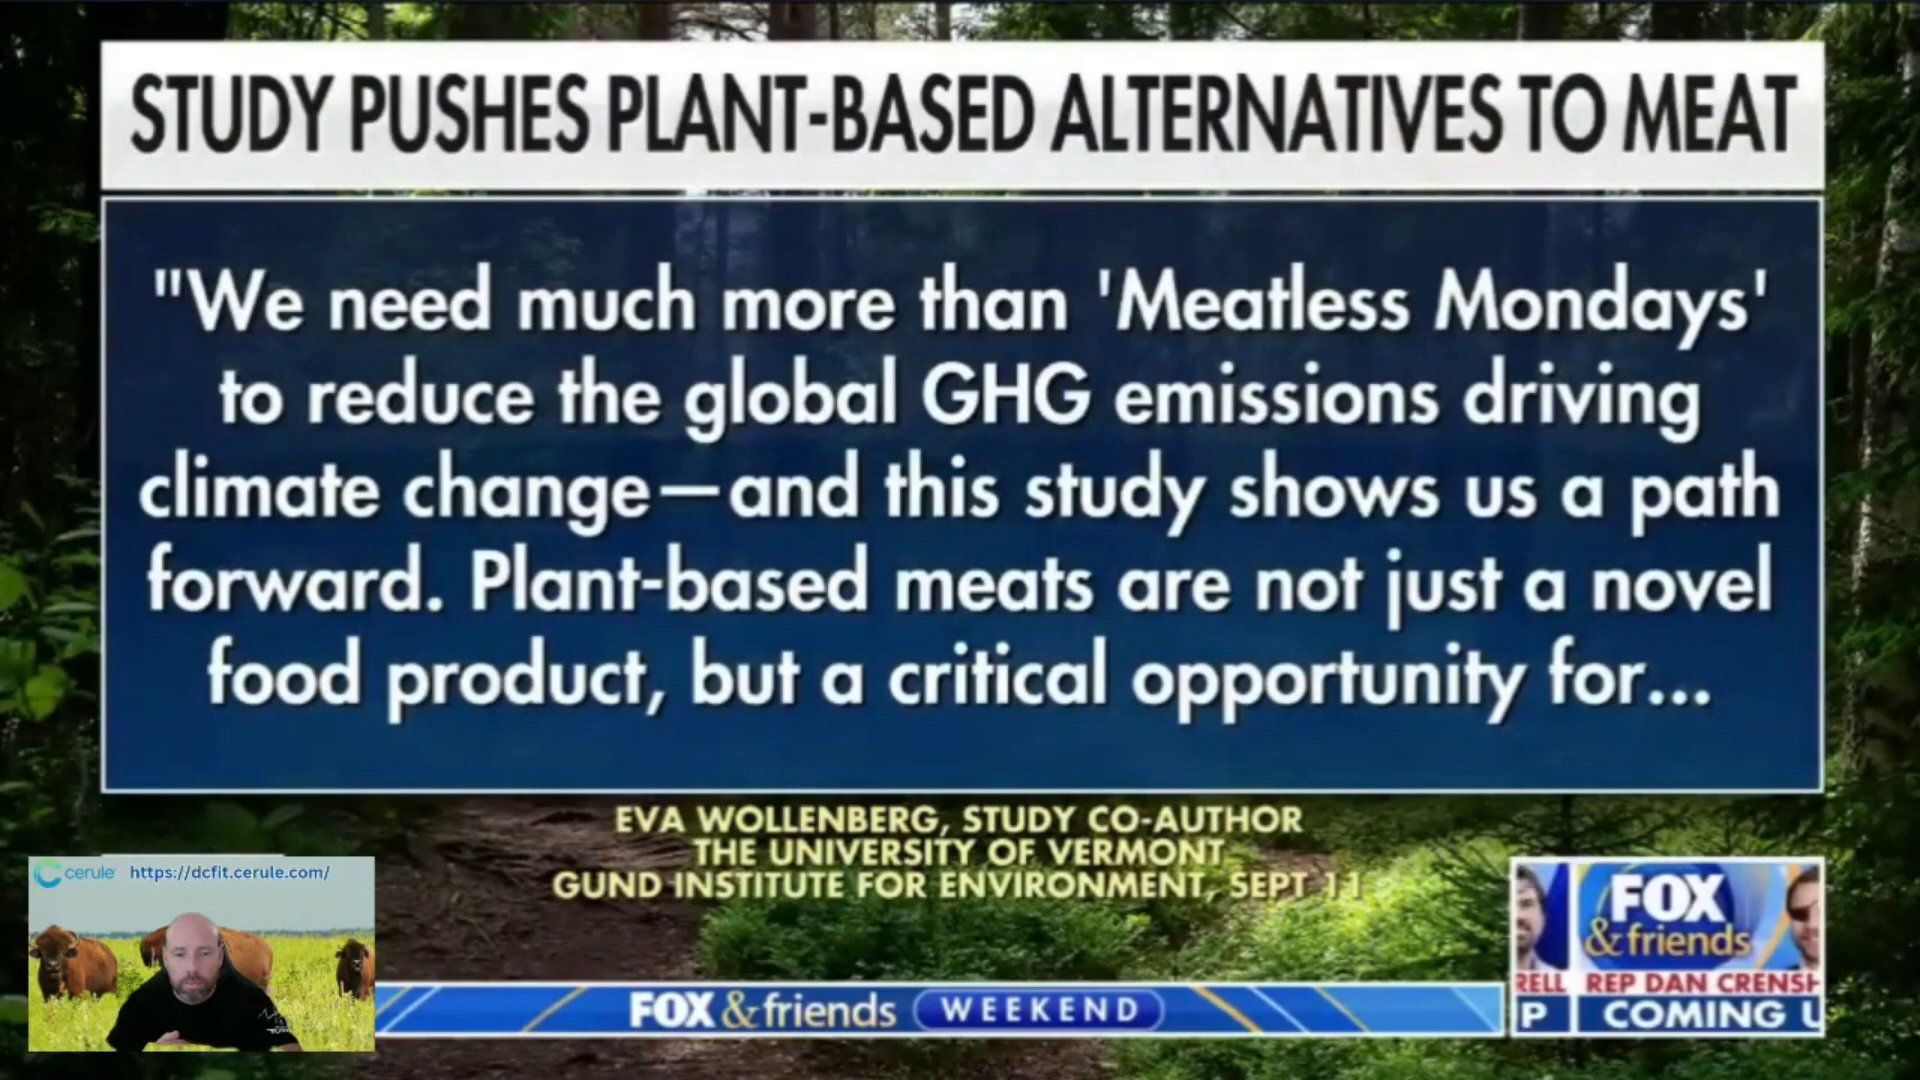 STUDY PUSHES PLANT-BASED ALTERNATIVES TO MEAT
"We need much more than 'Meatless Mondays'
to reduce the global GHG emissions driving
climate change—and this study shows us a path
forward. Plant-based meats are not just a novel
food product, but a critical opportunity for...
EVA WOLLENBERG, STUDY CO-AUTHOR
THE UNIVERSITY OF VERMONT
GUND INSTITUTE FOR ENVIRONMENT, SEPT 11
cerule https://dcfit.cerule.com/
FOX & friends WEEKEND
FOX
& friends
RELL REP DAN CRENSH
P COMING U